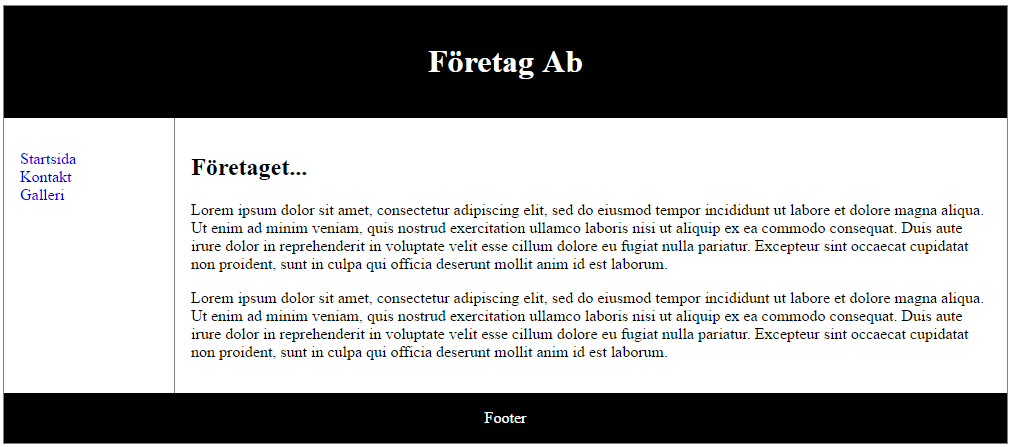 Företag Ab
Startsida
Kontakt
Galleri
Företaget...
Lorem ipsum dolor sit amet, consectetur adipiscing elit, sed do eiusmod tempor incididunt ut labore et dolore magna aliqua.
Ut enim ad minim veniam, quis nostrud exercitation ullamco laboris nisi ut aliquip ex ea commodo consequat. Duis aute
irure dolor in reprehenderit in voluptate velit esse cillum dolore eu fugiat nulla pariatur. Excepteur sint occaecat cupidatat
non proident, sunt in culpa qui officia deserunt mollit anim id est laborum.
Lorem ipsum dolor sit amet, consectetur adipiscing elit, sed do eiusmod tempor incididunt ut labore et dolore magna aliqua.
Ut enim ad minim veniam, quis nostrud exercitation ullamco laboris nisi ut aliquip ex ea commodo consequat. Duis aute
irure dolor in reprehenderit in voluptate velit esse cillum dolore eu fugiat nulla pariatur. Excepteur sint occaecat cupidatat
non proident, sunt in culpa qui officia deserunt mollit anim id est laborum.
Footer